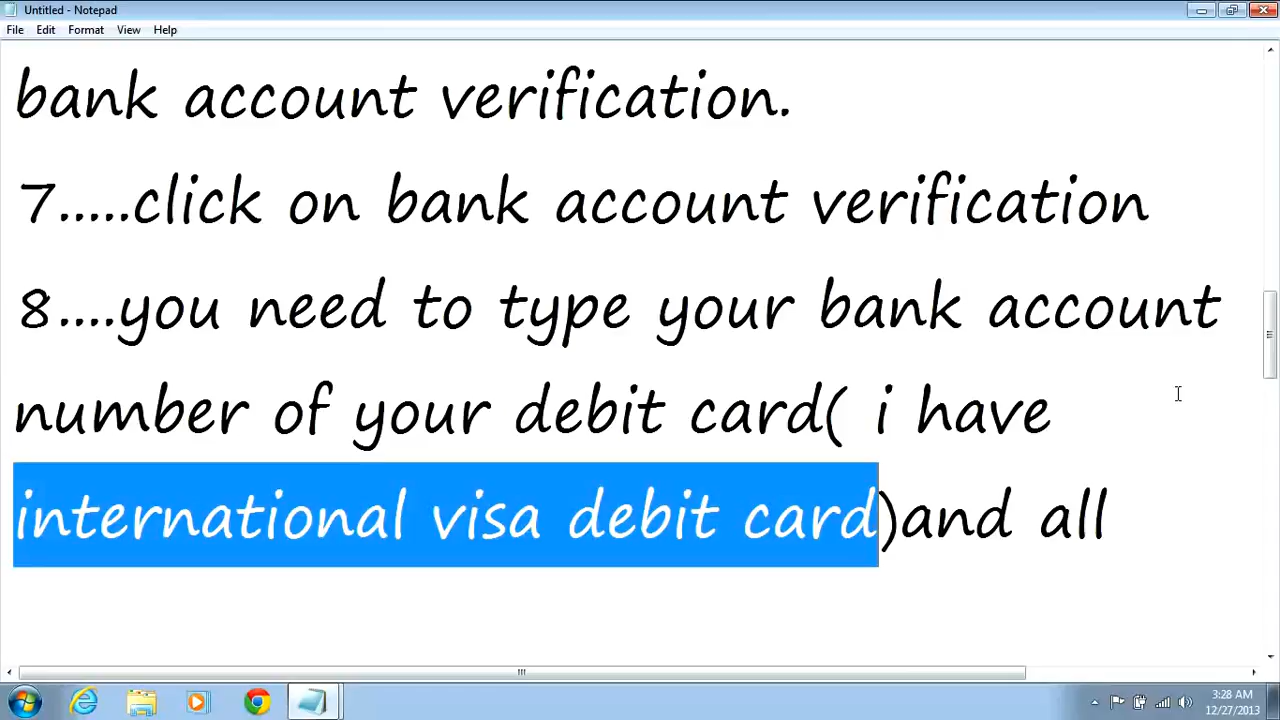 Untitled - Notepad
File Edit Format View Help
bank account verification.
7.....click on bank account verification
8....you need to type your bank account
number of your debit card( i have
international visa debit card)and all
3:28 AM
12/27/2013